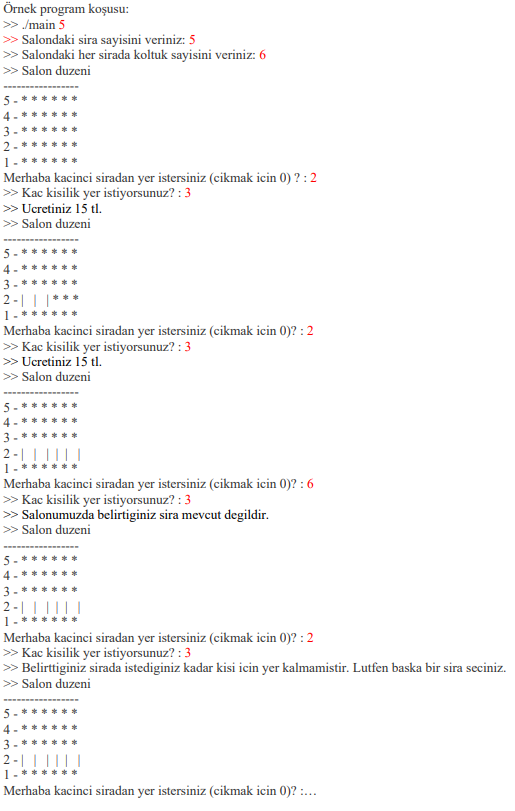 Örnek program koşusu:
>> ./main 5
>> Salondaki sira sayisini veriniz: 5
>> Salondaki her sirada koltuk sayisini veriniz: 6
>> Salon duzeni
-----------------
5 - * * * * * *
4 - * * * * * *
3 - * * * * * *
2 - * * * * * *
1 - * * * * * *
Merhaba kacinci siradan yer istersiniz (cikmak icin 0) ? : 2
>> Kac kisilik yer istiyorsunuz? : 3
>> Ucretiniz 15 tl.
>> Salon duzeni
-----------------
5 - * * * * * *
4 - * * * * * *
3 - * * * * * *
2 - | | | * * *
1 - * * * * * *
Merhaba kacinci siradan yer istersiniz (cikmak icin 0)? : 2
>> Kac kisilik yer istiyorsunuz? : 3
>> Ucretiniz 15 tl.
>> Salon duzeni
-----------------
5 - * * * * * *
4 - * * * * * *
3 - * * * * * *
2 - | | | | | |
1 - * * * * * *
Merhaba kacinci siradan yer istersiniz (cikmak icin 0)? : 6
>> Kac kisilik yer istiyorsunuz? : 3
>> Salonumuzda belirtiginiz sira mevcut degildir.
>> Salon duzeni
-----------------
5 - * * * * * *
4 - * * * * * *
3 - * * * * * *
2 - | | | | | |
1 - * * * * * *
Merhaba kacinci siradan yer istersiniz (cikmak icin 0)? : 2
>> Kac kisilik yer istiyorsunuz? : 3
>> Belirttiginiz sirada istediginiz kadar kisi icin yer kalmamistir. Lutfen baska bir sira seciniz.
>> Salon duzeni
-----------------
5 - * * * * * *
4 - * * * * * *
3 - * * * * * *
2 - | | | | | |
1 - * * * * * *
Merhaba kacinci siradan yer istersiniz (cikmak icin 0)? :…